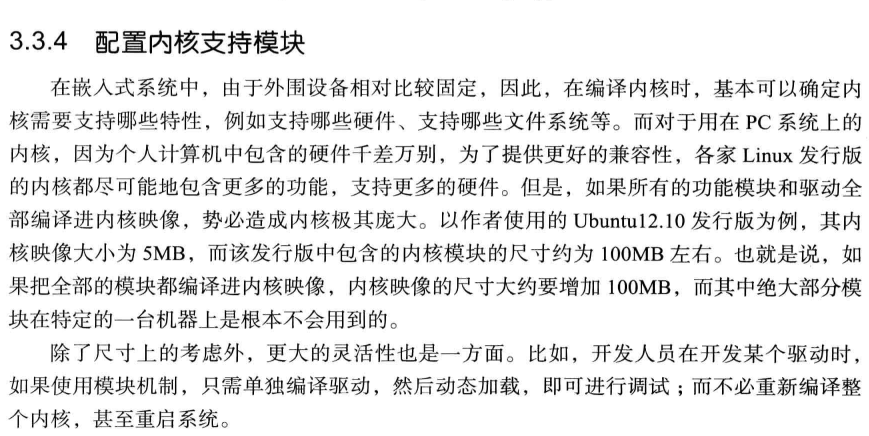 3.3.4 配置内核支持模块
在嵌入式系统中，由于外围设备相对比较固定，因此，在编译内核时，基本可以确定内
核需要支持哪些特性，例如支持哪些硬件、支持哪些文件系统等。而对于用在 PC 系统上的
内核，因为个人计算机中包含的硬件千差万别，为了提供更好的兼容性，各家 Linux 发行版
的内核都尽可能地包含更多的功能，支持更多的硬件。但是，如果所有的功能模块和驱动全
部编译进内核映像，势必造成内核极其庞大。以作者使用的 Ubuntu12.10 发行版为例，其内
核映像大小为 5MB，而该发行版中包含的内核模块的尺寸约为 100MB 左右。也就是说，如
果把全部的模块都编译进内核映像，内核映像的尺寸大约要增加 100MB，而其中绝大部分模
块在特定的一台机器上是根本不会用到的。
除了尺寸上的考虑外，更大的灵活性也是一方面。比如，开发人员在开发某个驱动时，
如果使用模块机制，只需单独编译驱动，然后动态加载，即可进行调试；而不必重新编译整
个内核，甚至重启系统。